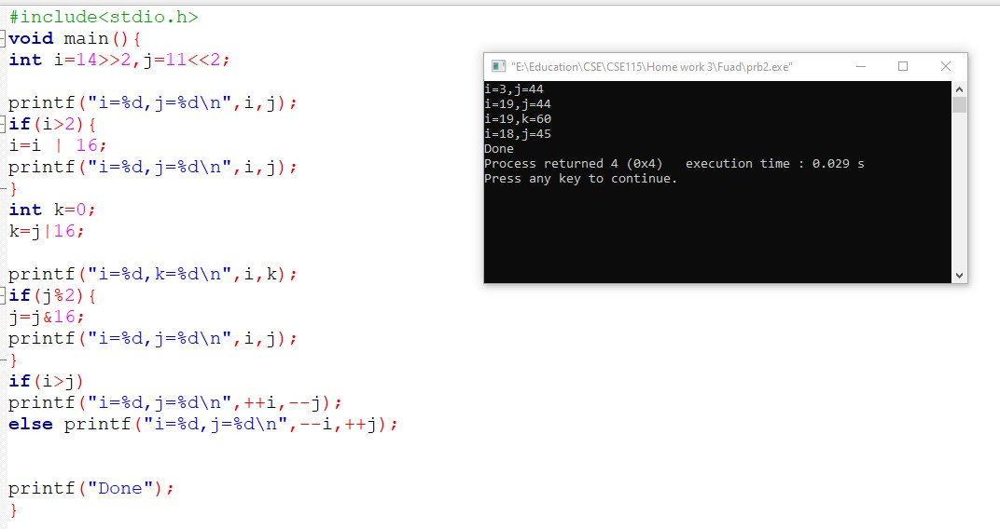 #include<stdio.h>
void main(){
int i=14>>2,j=11<<2;
printf("i=%d,j=%d\n",i,j);
if(i>2){
i=i | 16;
printf("i=%d,j=%d\n",i,j);
}
int k=0;
k=j|16;
printf("i=%d,k=%d\n",i,k);
if(j%2){
j=j&16;
printf("i=%d,j=%d\n",i,j);
}
if(i>j)
printf("i=%d,j=%d\n",++i,--j);
else printf("i=%d,j=%d\n",--i,++j);
printf("Done");
}
"E:\Education\CSE\CSE115\Home work 3\Fuad\prb2.exe"
i=3,j=44
i=19,j=44
i=19,k=60
i=18,j=45
Done
Process returned 4 (0x4)   execution time : 0.029 s
Press any key to continue.